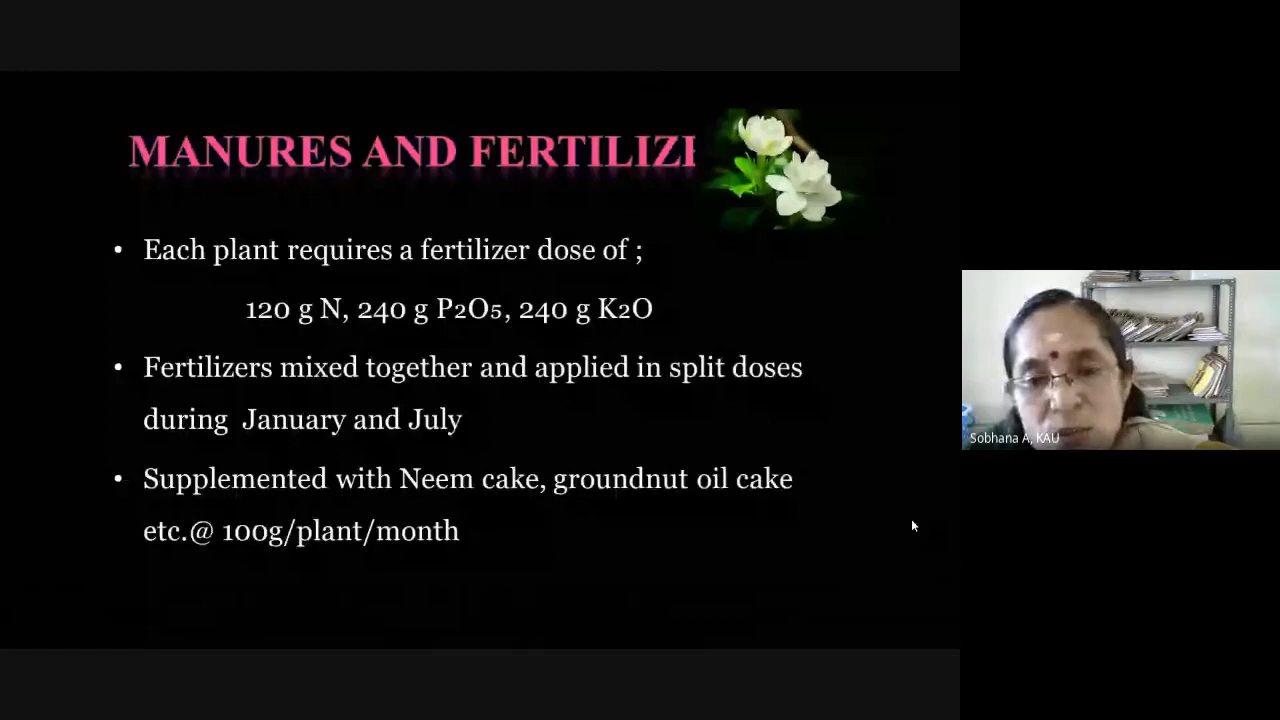 MANURES AND FERTILIZI
• Each plant requires a fertilizer dose of ;
120 g N, 240 g P2O5, 240 g K2O
• Fertilizers mixed together and applied in split doses
during January and July
• Supplemented with Neem cake, groundnut oil cake
etc.@ 100g/plant/month
Sobhana A, KAU